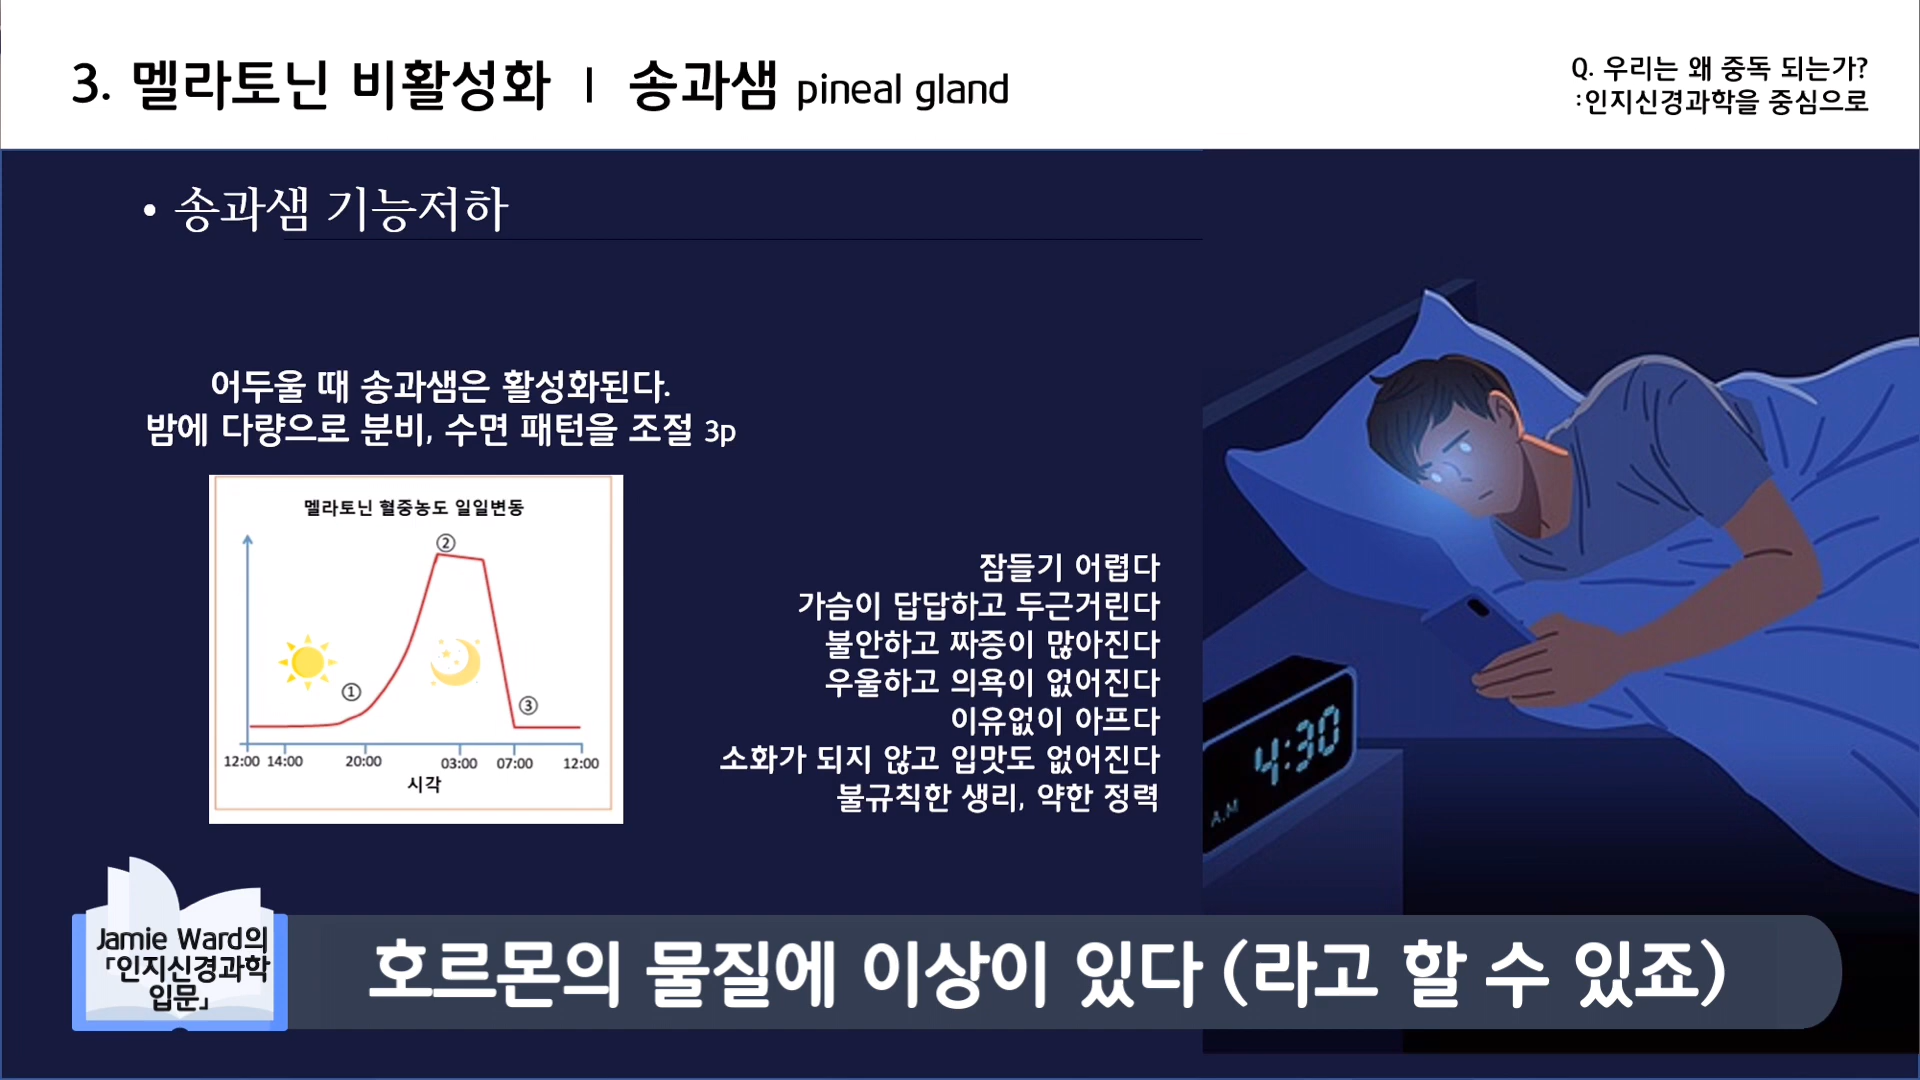 3. 멜라토닌 비활성화 | 송과샘 pineal gland
Q. 우리는 왜 중독 되는가?
:인지신경과학을 중심으로
• 송과샘 기능저하
어두울 때 송과샘은 활성화된다.
밤에 다량으로 분비, 수면 패턴을 조절 3p
멜라토닌 혈중농도 일일변동
②
①
③
12:00 14:00 20:00 03:00 07:00 12:00
시각
잠들기 어렵다
가슴이 답답하고 두근거린다
불안하고 짜증이 많아진다
우울하고 의욕이 없어진다
이유없이 아프다
소화가 되지 않고 입맛도 없어진다
불규칙한 생리, 약한 정력
4:30
A.M
Jamie Ward의
「인지신경과학
입문」
호르몬의 물질에 이상이 있다 (라고 할 수 있죠)